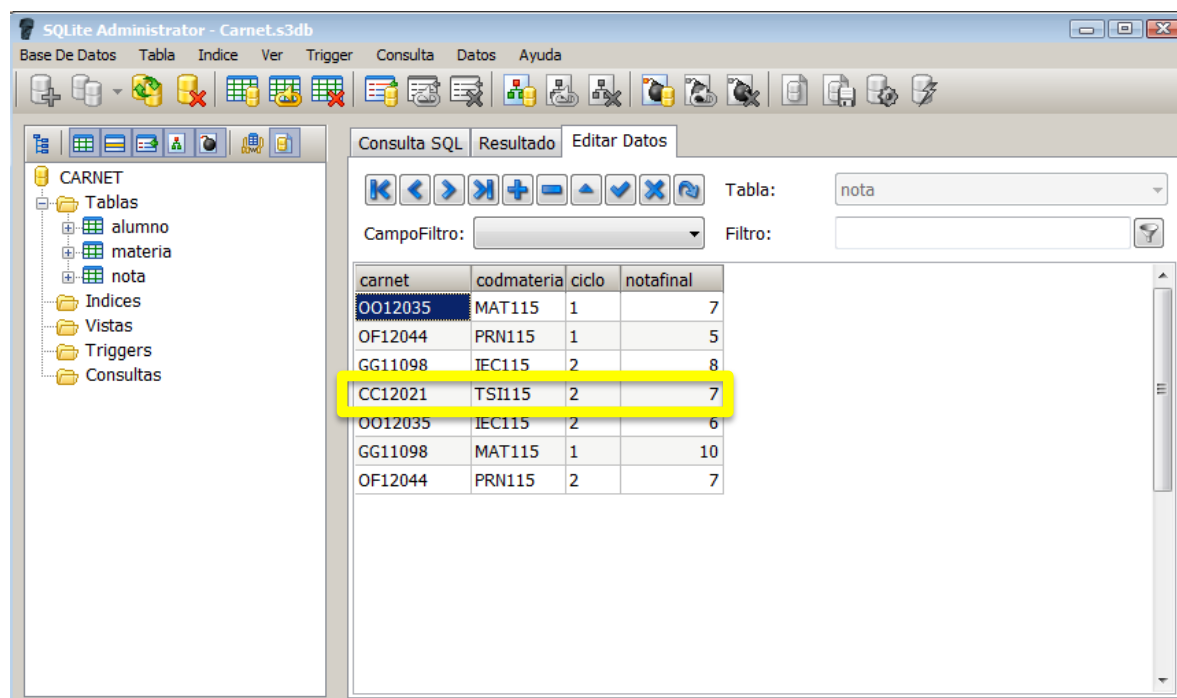 SQLite Administrator - Carnet.s3db
Base De Datos Tabla Indice Ver Trigger Consulta Datos Ayuda
Consulta SQL Resultado Editar Datos
CARNET
Tablas
alumno
materia
nota
Indices
Vistas
Triggers
Consultas
Tabla: nota
CampoFiltro: Filtro:
carnet codmateria ciclo notafinal
OO12035 MAT115 1 7
OF12044 PRN115 1 5
GG11098 IEC115 2 8
CC12021 TSI115 2 7
OO12035 IEC115 2 6
GG11098 MAT115 1 10
OF12044 PRN115 2 7